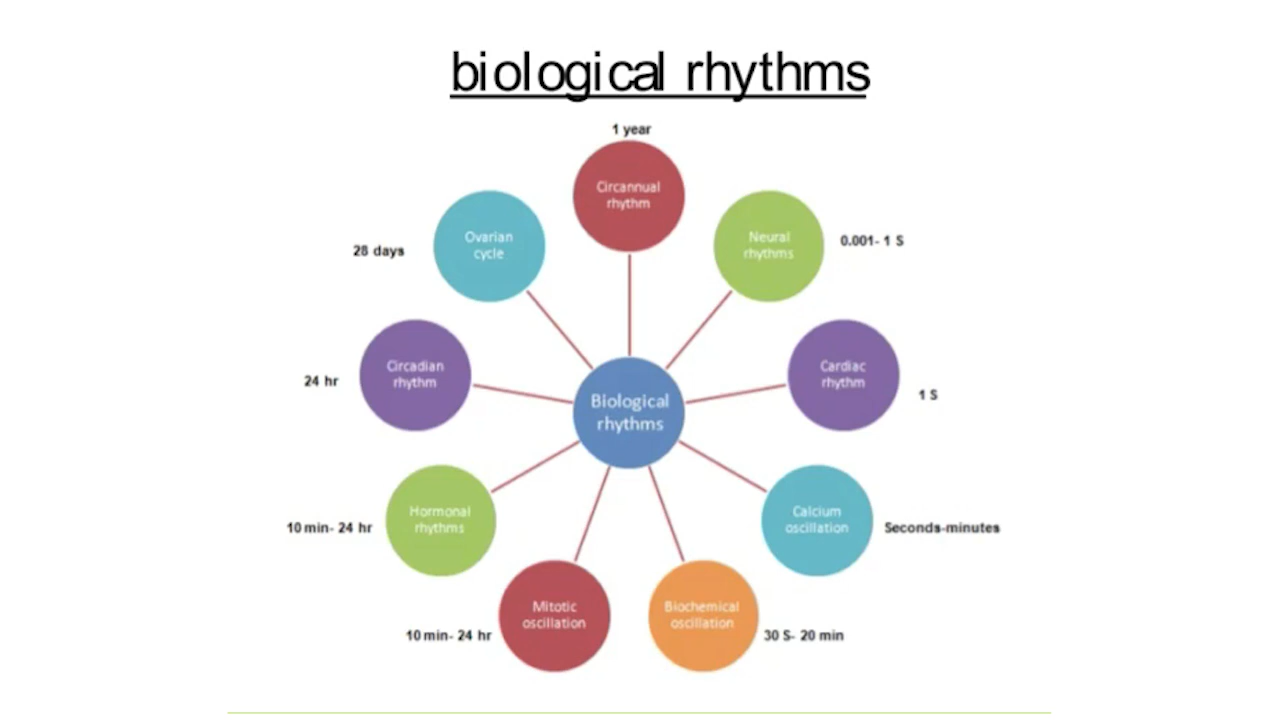 biological rhythms
1 year
Circannual
rhythm
Neural
rhythms
0.001- 1 S
Cardiac
rhythm
1 S
Calcium
oscillation
Seconds-minutes
Biochemical
oscillation
30 S- 20 min
Mitotic
oscillation
10 min- 24 hr
Hormonal
rhythms
10 min- 24 hr
Circadian
rhythm
24 hr
Ovarian
cycle
28 days
Biological
rhythms